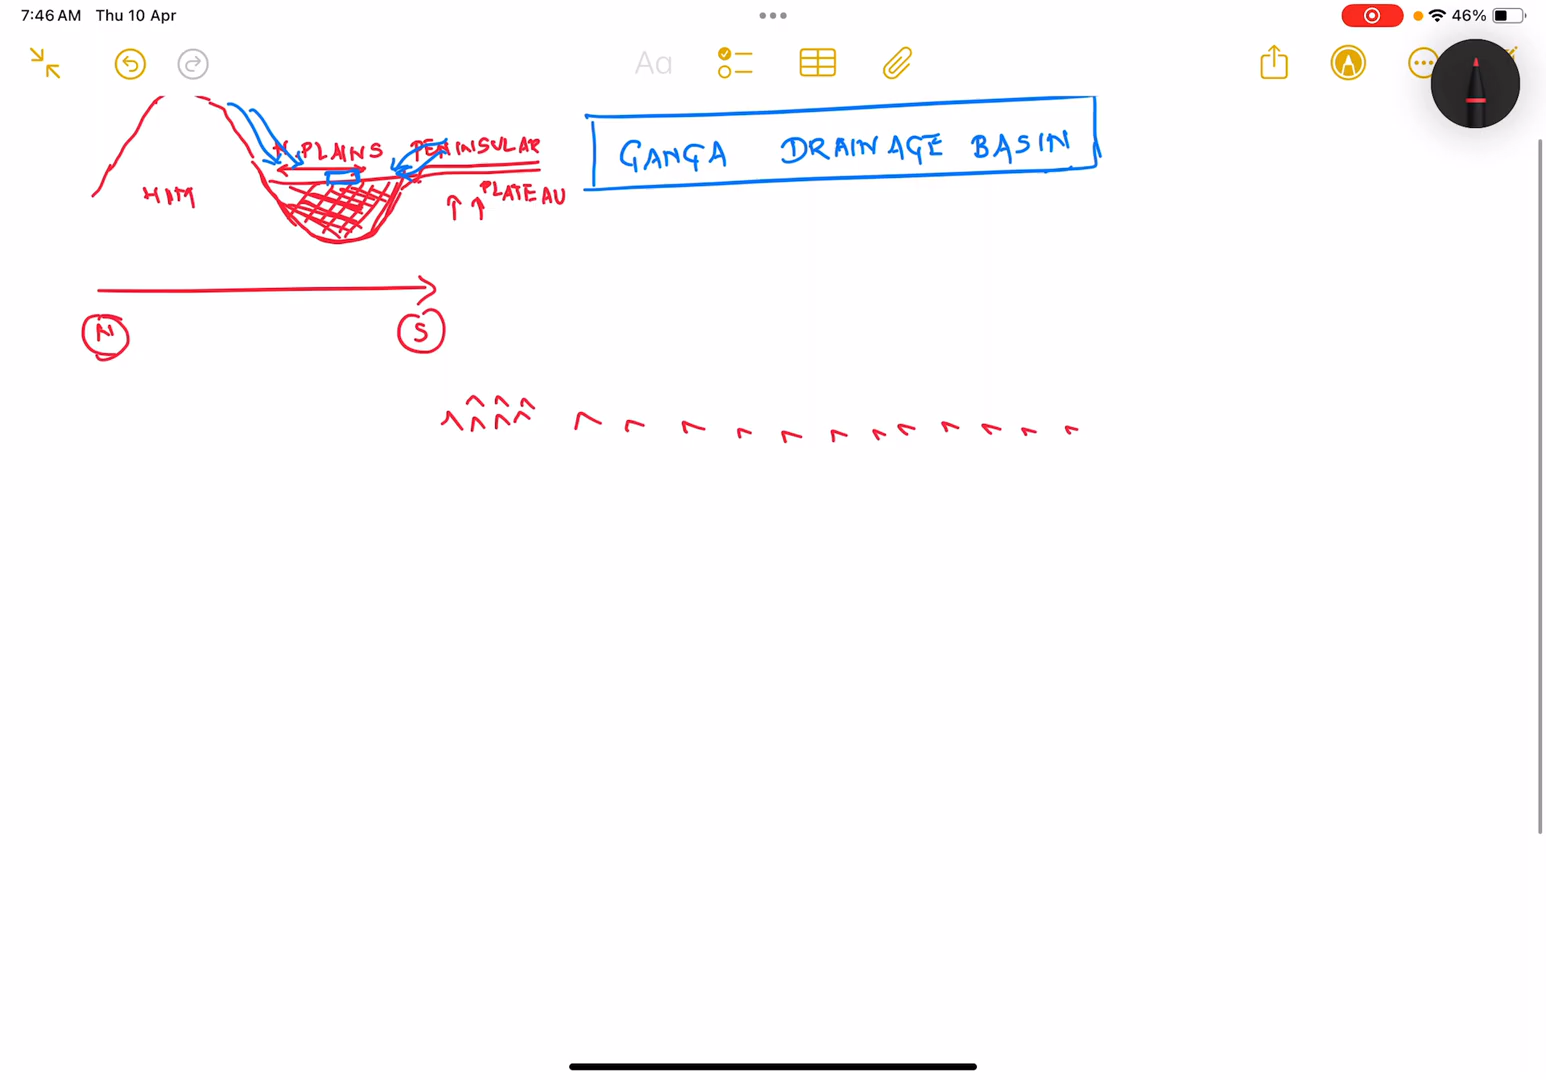 7:46 AM Thu 10 Apr
46%
Aa
N PLAINS
PENINSULAR
PLATEAU
HIM
GANGA DRAINAGE BASIN
N
S